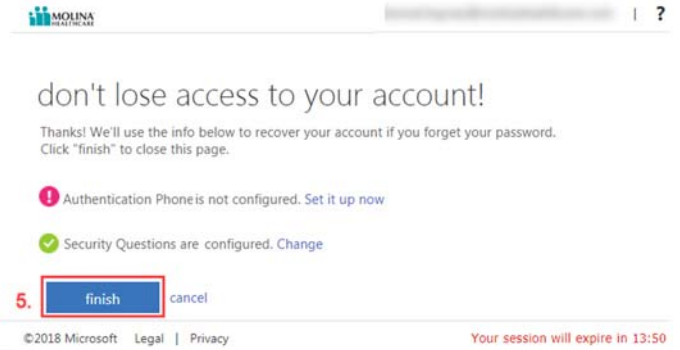 MOLINA
HEALTHCARE
| ?
don't lose access to your account!
Thanks! We'll use the info below to recover your account if you forget your password.
Click "finish" to close this page.
! Authentication Phone is not configured. Set it up now
Security Questions are configured. Change
5. finish cancel
©2018 Microsoft Legal | Privacy Your session will expire in 13:50